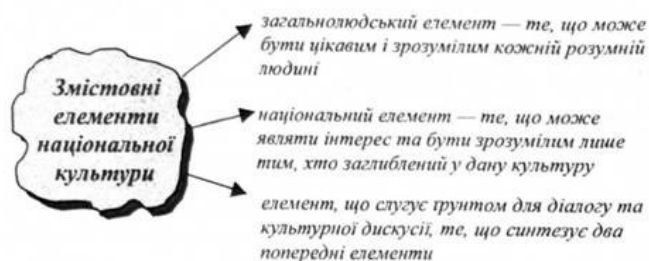 Змістовні
елементи
національної
культури
загальнолюдський елемент — те, що може
бути цікавим і зрозумілим кожній розумній
людині
національний елемент — те, що може
являти інтерес та бути зрозумілим лише
тим, хто заглиблений у дану культуру
елемент, що слугує ґрунтом для діалогу та
культурної дискусії, те, що синтезує два
попередні елементи